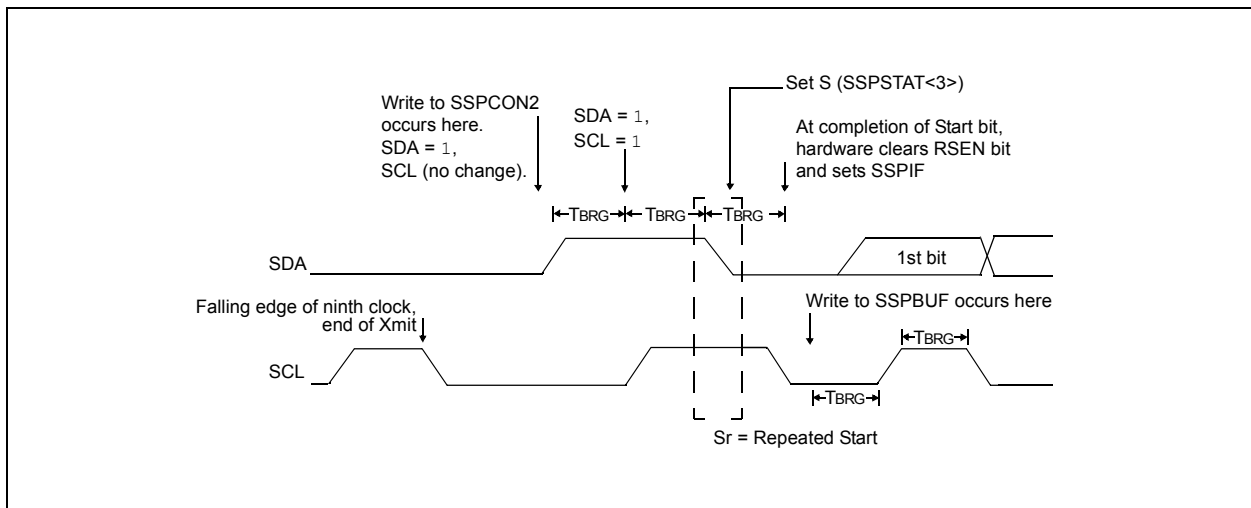 Set S (SSPSTAT<3>)
Write to SSPCON2
occurs here.
SDA = 1,
SCL (no change).
SDA = 1,
SCL = 1
At completion of Start bit,
hardware clears RSEN bit
and sets SSPIF
TBRG
TBRG
TBRG
SDA
1st bit
Falling edge of ninth clock,
end of Xmit
Write to SSPBUF occurs here
TBRG
SCL
TBRG
Sr = Repeated Start